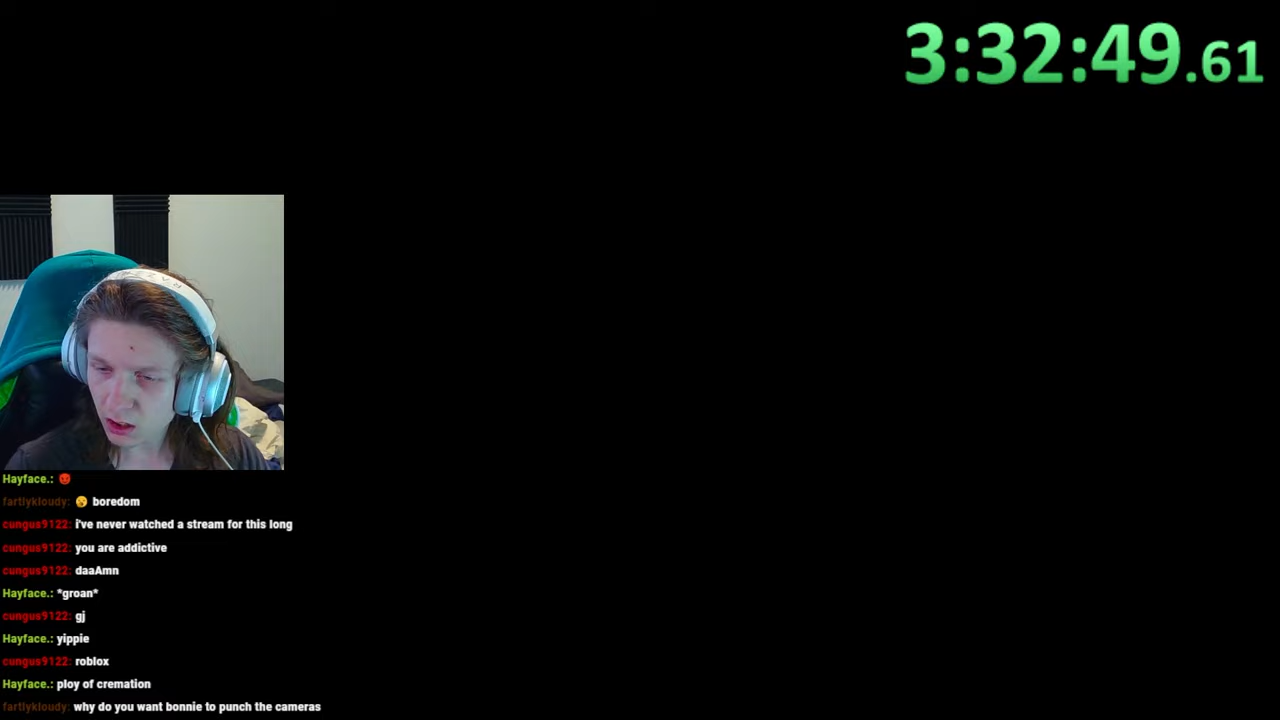 3:32:49.61
Hayface.: 😡
fartlykloudy: 😪 boredom
cungus9122: i've never watched a stream for this long
cungus9122: you are addictive
cungus9122: daaAmn
Hayface.: *groan*
cungus9122: gj
Hayface.: yippie
cungus9122: roblox
Hayface.: ploy of cremation
fartlykloudy: why do you want bonnie to punch the cameras